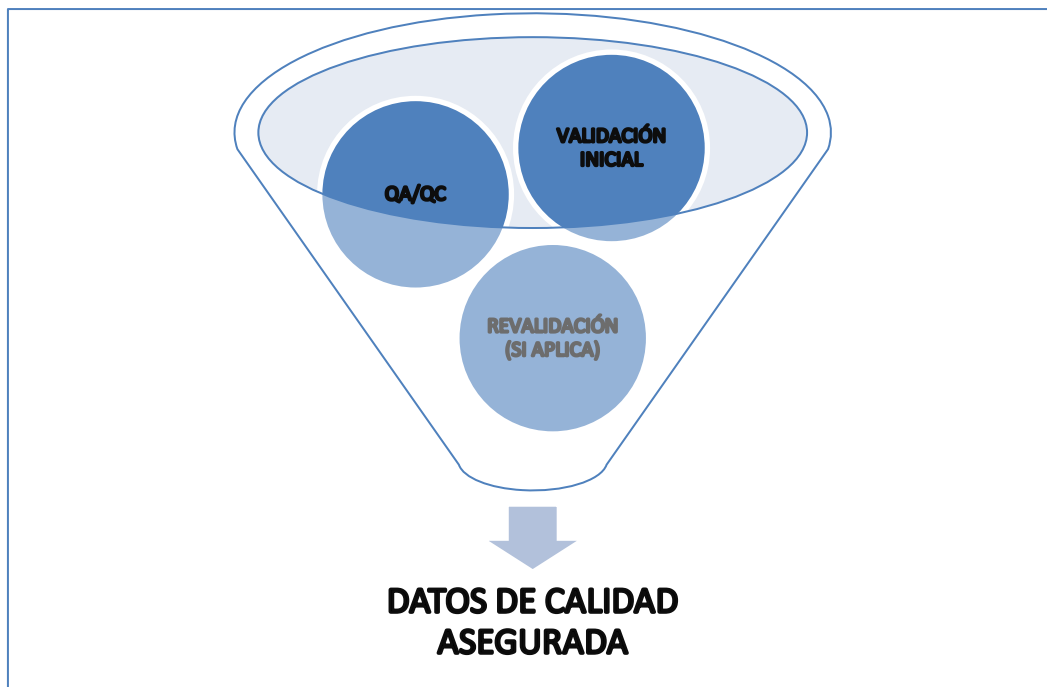 VALIDACIÓN
INICIAL
QA/QC
REVALIDACIÓN
(SI APLICA)
DATOS DE CALIDAD
ASEGURADA